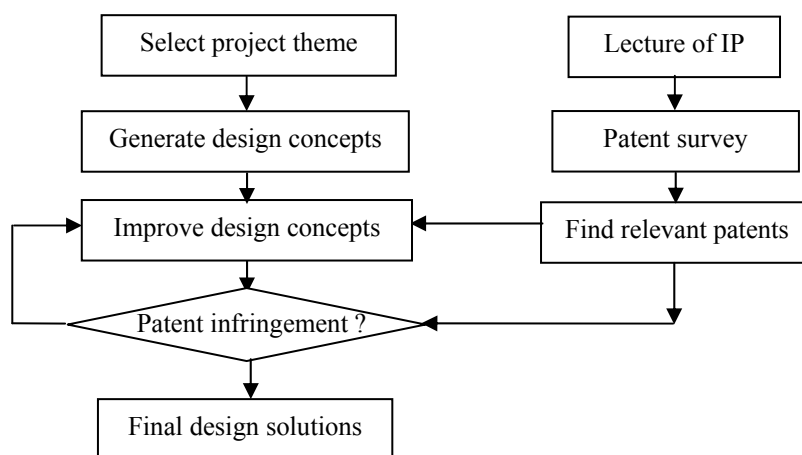 Select project theme
Lecture of IP
Generate design concepts
Patent survey
Improve design concepts
Find relevant patents
Patent infringement ?
Final design solutions